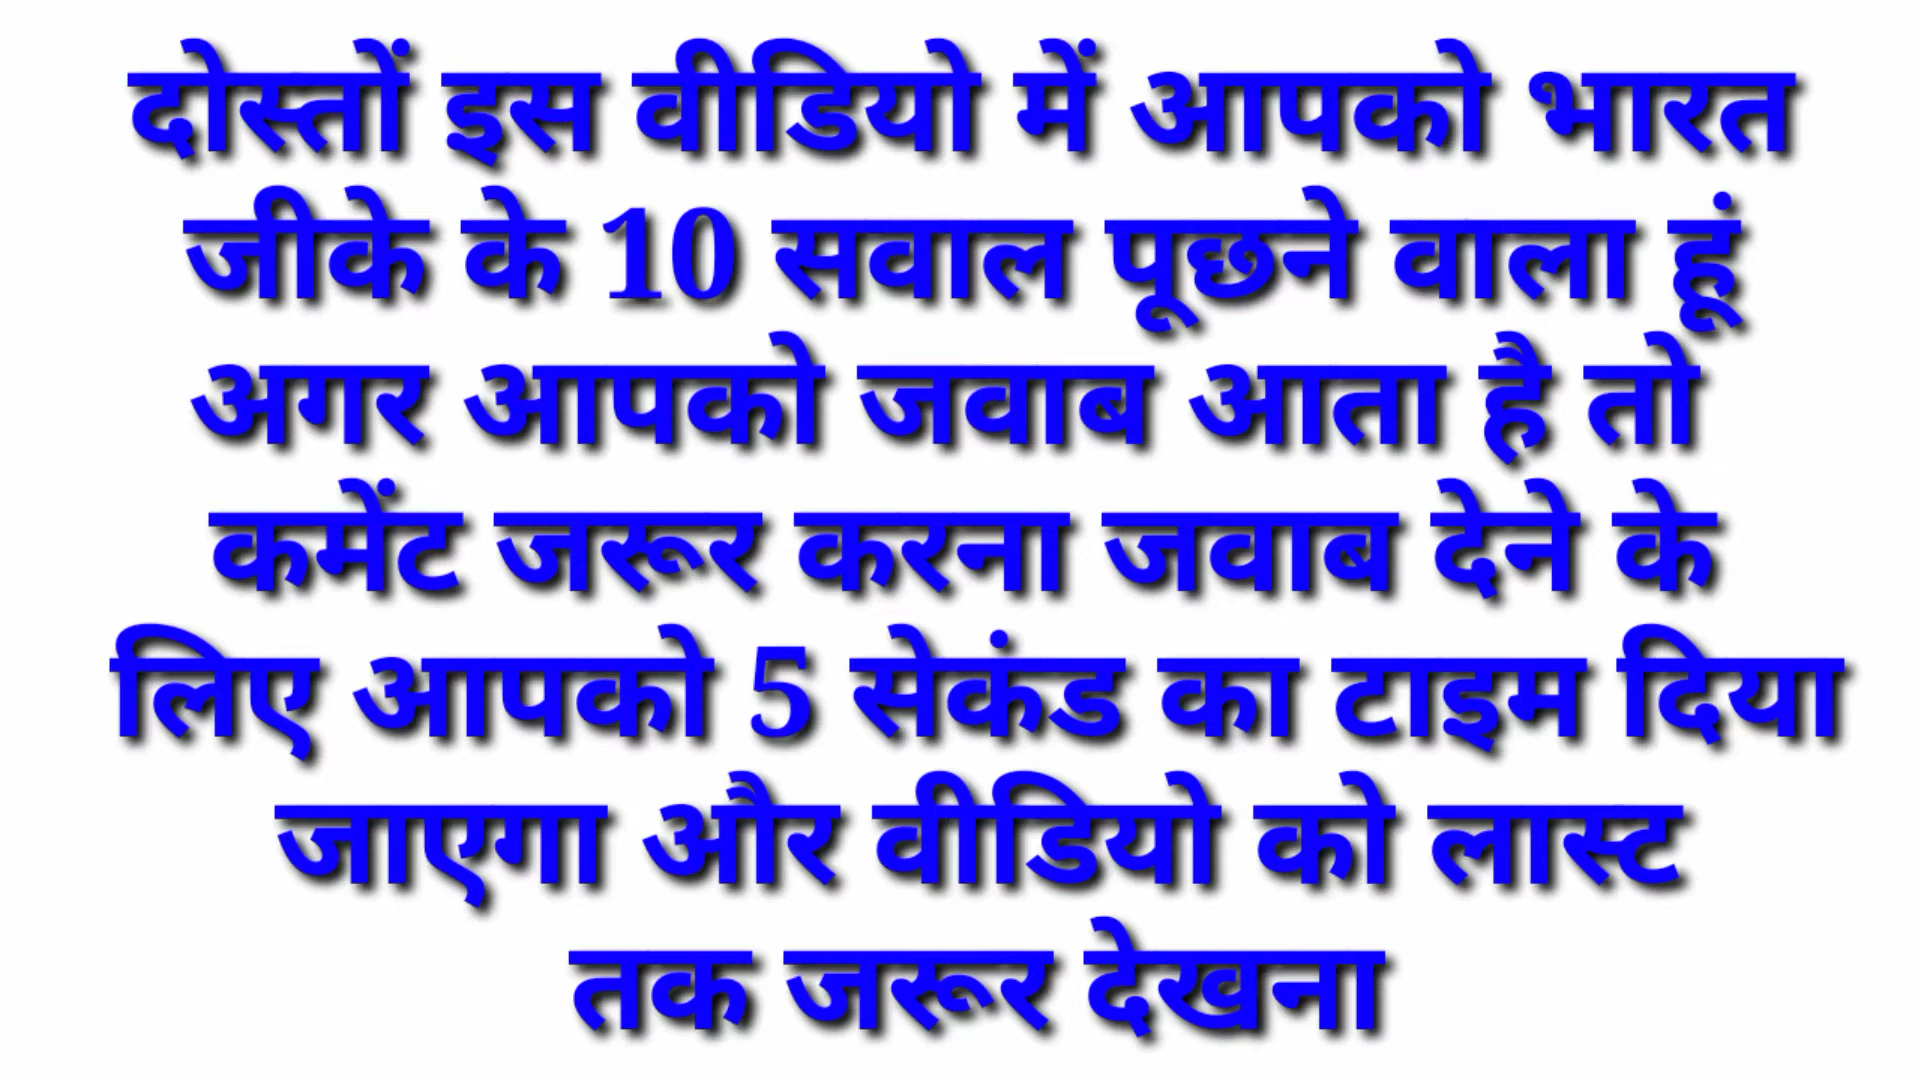 दोस्तों इस वीडियो में आपको भारत
जीके के 10 सवाल पूछने वाला हूं
अगर आपको जवाब आता है तो
कमेंट जरूर करना जवाब देने के
लिए आपको 5 सेकंड का टाइम दिया
जाएगा और वीडियो को लास्ट
तक जरूर देखना